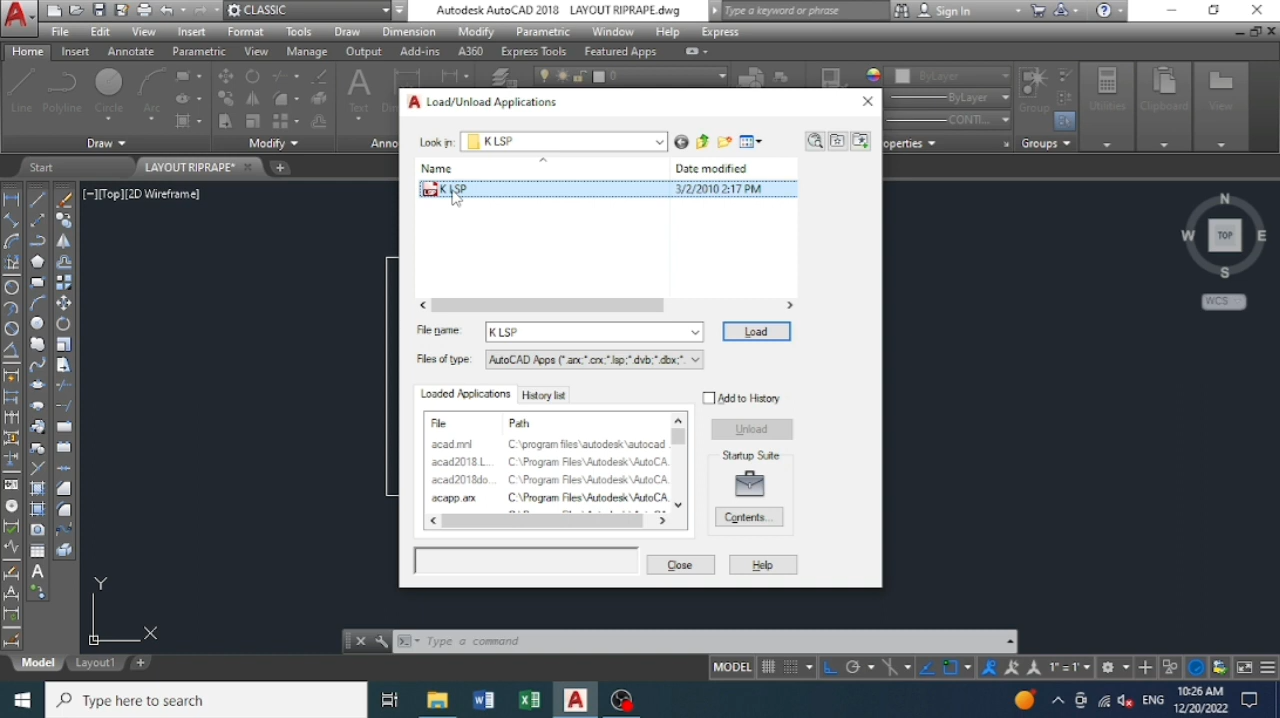 CLASSIC
Autodesk AutoCAD 2018 LAYOUT RIPRAPE.dwg
Type a keyword or phrase
Sign In
File Edit View Insert Format Tools Draw Dimension Modify Parametric Window Help Express
Home Insert Annotate Parametric View Manage Output Add-ins A360 Express Tools Featured Apps
0
ByLayer
Line Polyline Circle Arc
Text
ByLayer
Group
Utilities
Clipboard
View
CONTI...
Draw
Modify
Groups
Start
LAYOUT RIPRAPE*
[−][Top][2D Wireframe]
Load/Unload Applications
Look in:
K LSP
Name
Date modified
K LSP
3/2/2010 2:17 PM
File name:
K LSP
Load
Files of type:
AutoCAD Apps (*.arx;*.crx;*.lsp;*.dvb;*.dbx;*.
Loaded Applications
History list
Add to History
File
Path
Unload
acad.mnl
C:\program files\autodesk\autocad
acad2018.L...
C:\Program Files\Autodesk\AutoCA.
acad2018do...
C:\Program Files\Autodesk\AutoCA.
acapp.arx
C:\Program Files\Autodesk\AutoCA.
Startup Suite
Contents...
Close
Help
N
W
TOP
E
S
WCS
Y
X
Type a command
Model
Layout1
MODEL
1" = 1'
Type here to search
ENG
10:26 AM
12/20/2022